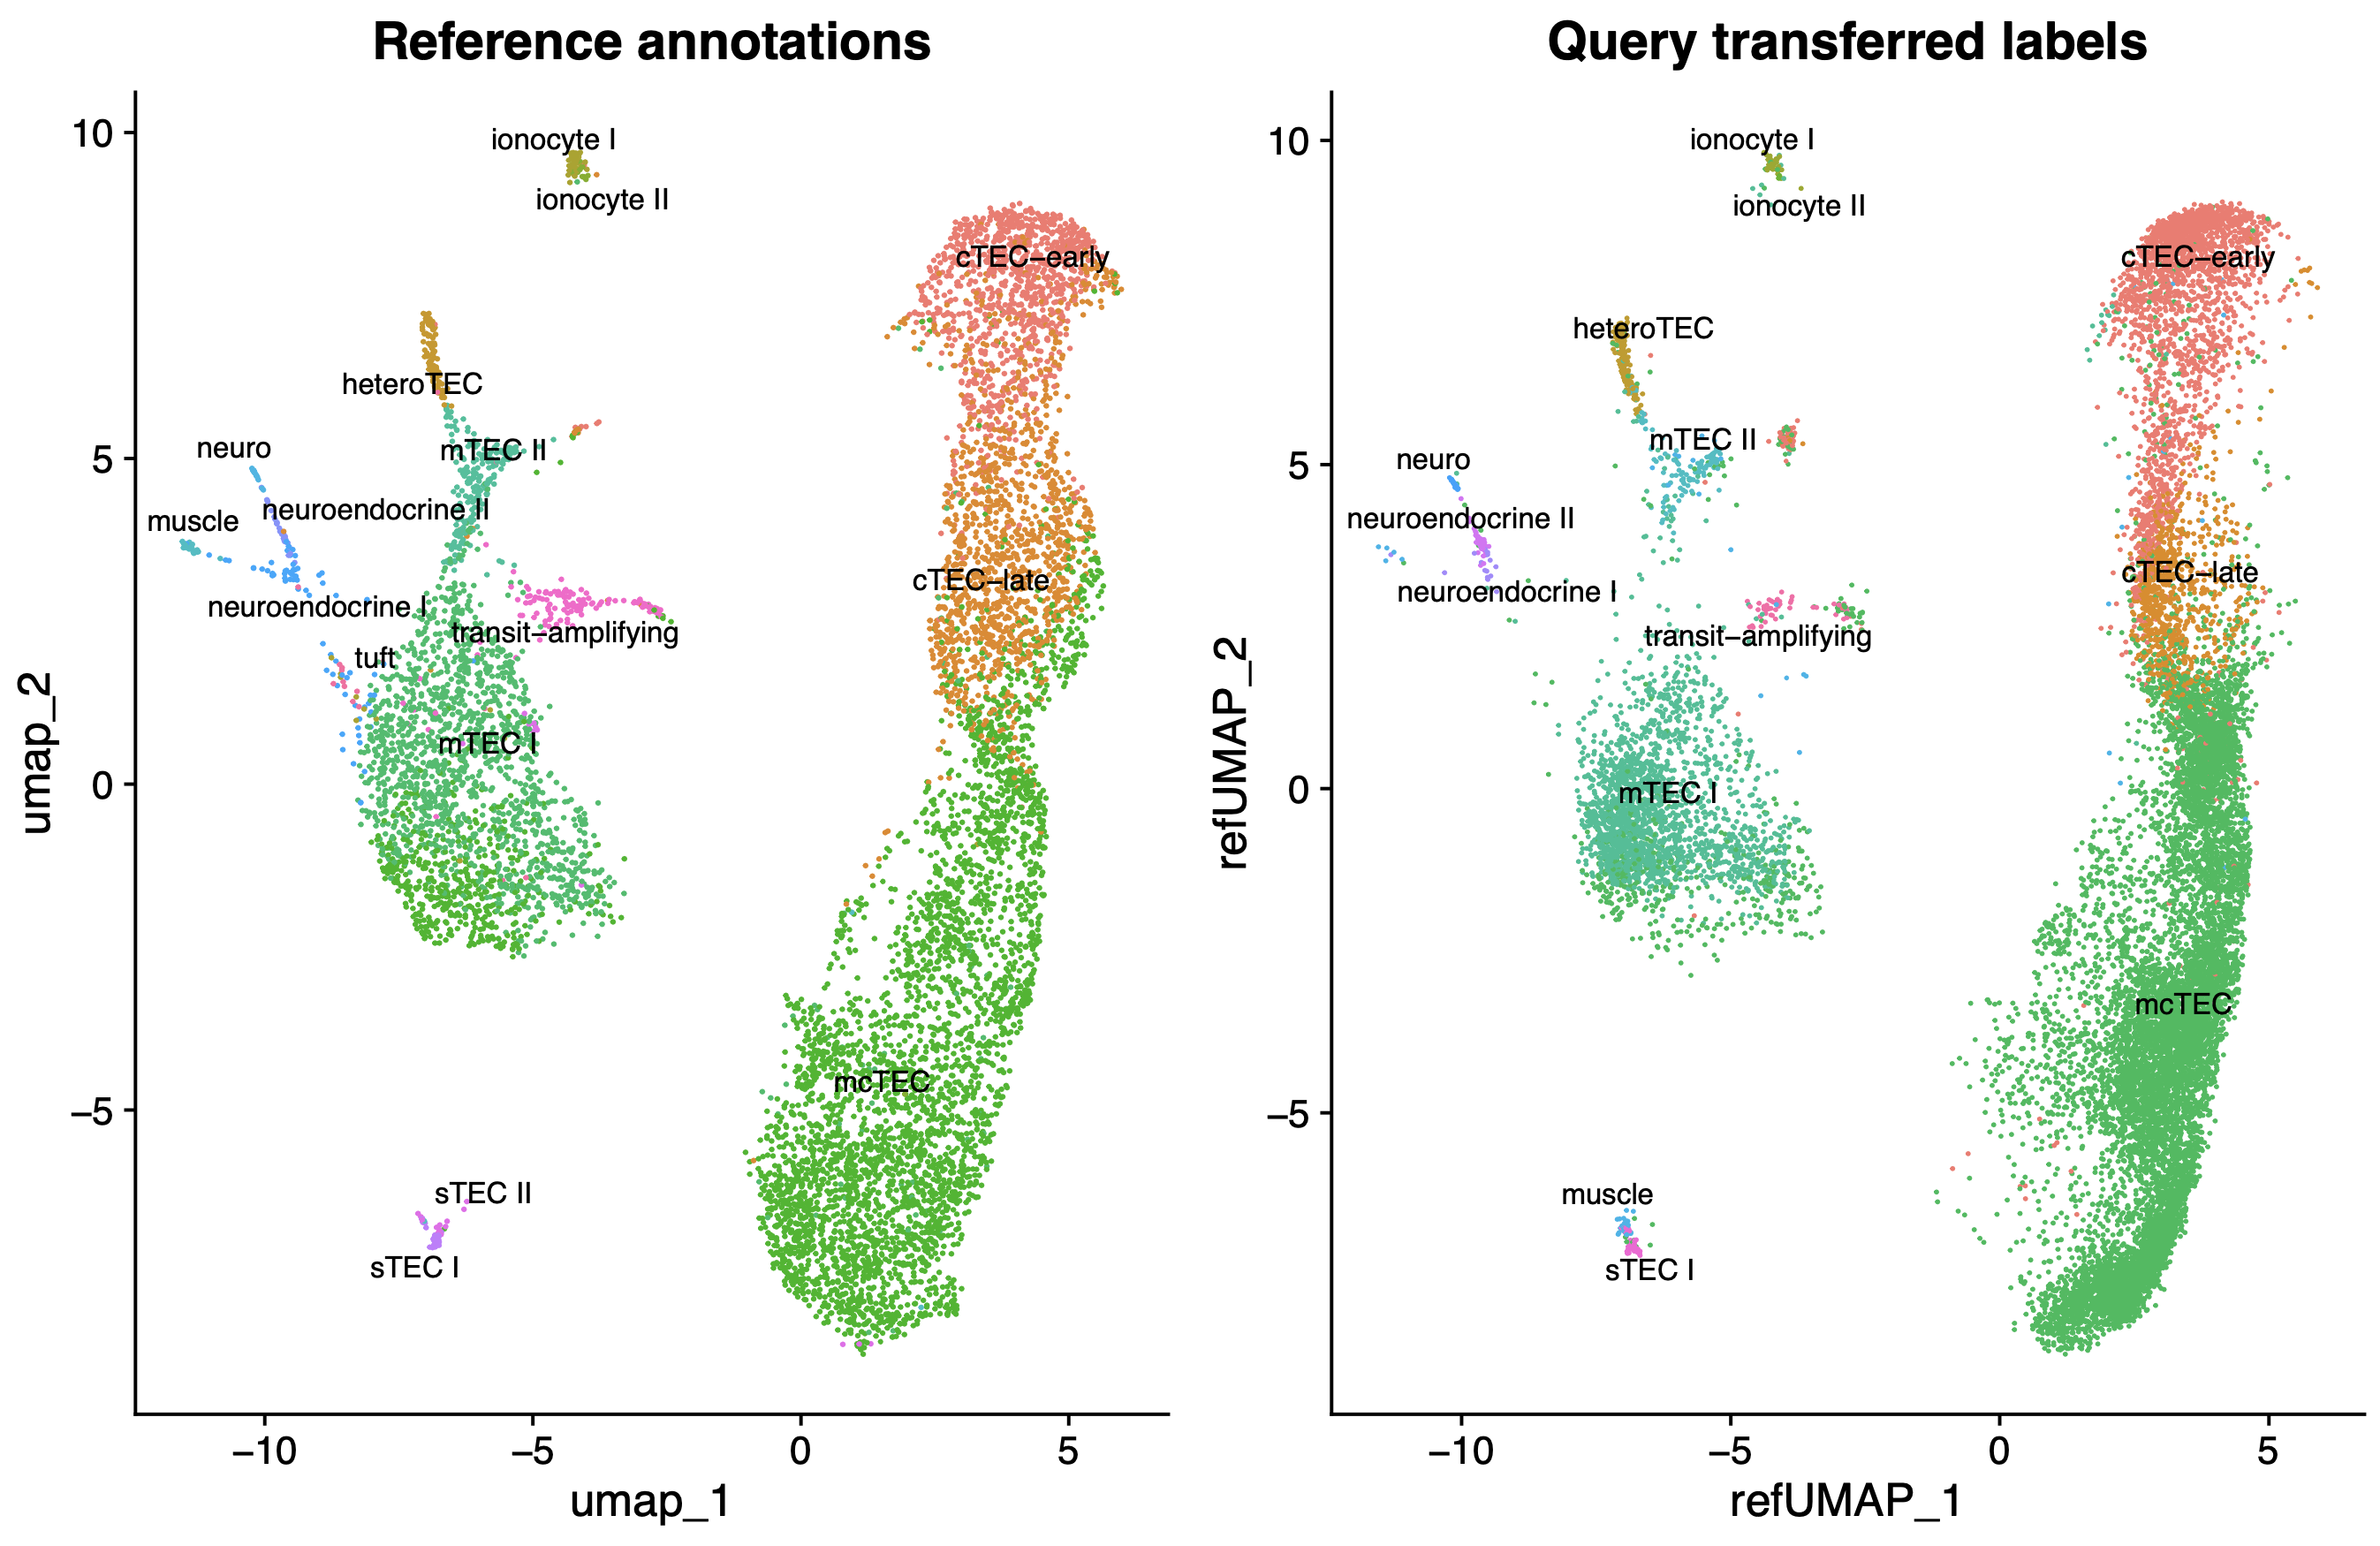 Reference annotations
10
5
0
−5
umap_2
ionocyte I
ionocyte II
cTEC−early
heteroTEC
mTEC II
neuro
neuroendocrine II
muscle
cTEC−late
neuroendocrine I
transit−amplifying
tuft
mTEC I
mcTEC
sTEC II
sTEC I
−10
−5
0
5
umap_1
Query transferred labels
10
5
0
−5
refUMAP_2
ionocyte I
ionocyte II
cTEC−early
heteroTEC
mTEC II
neuro
neuroendocrine II
cTEC−late
neuroendocrine I
transit−amplifying
mTEC I
mcTEC
muscle
sTEC I
−10
−5
0
5
refUMAP_1